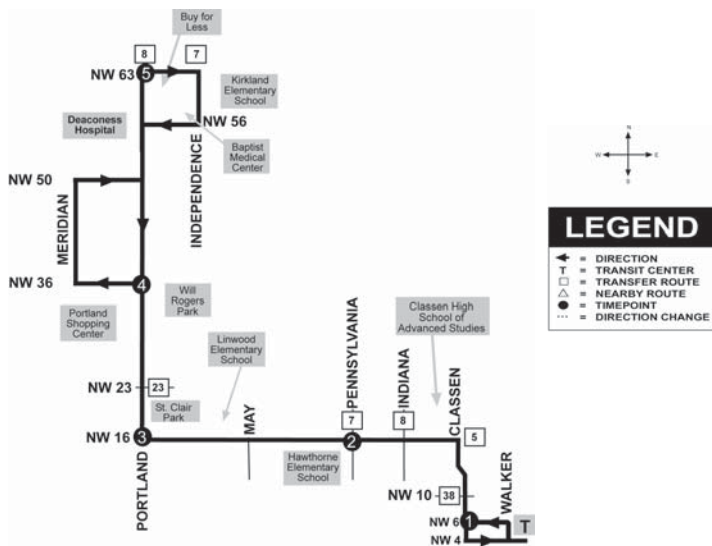 Buy for
Less
8
7
NW 63
5
Kirkland
Elementary
School
Deaconess
Hospital
NW 56
Baptist
Medical
Center
INDEPENDENCE
NW 50
MERIDIAN
NW 36
4
Will
Rogers
Park
Portland
Shopping
Center
Linwood
Elementary
School
Classen High
School of
Advanced Studies
NW 23
23
St. Clair
Park
NW 16
3
PORTLAND
MAY
PENNSYLVANIA
7
2
Hawthorne
Elementary
School
INDIANA
8
CLASSEN
5
NW 10
38
WALKER
NW 6
1
T
NW 4
N
W
E
S
LEGEND
= DIRECTION
T = TRANSIT CENTER
= TRANSFER ROUTE
= NEARBY ROUTE
= TIMEPOINT
= DIRECTION CHANGE